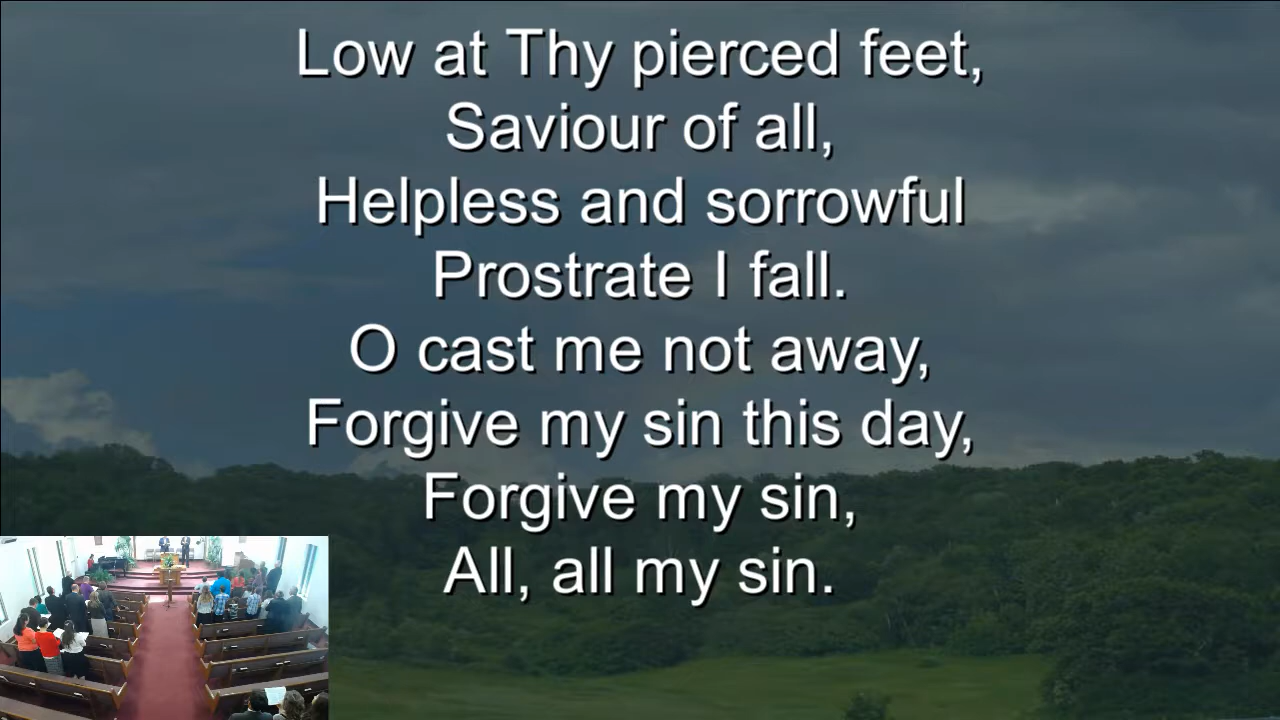 Low at Thy pierced feet,
Saviour of all,
Helpless and sorrowful
Prostrate I fall.
O cast me not away,
Forgive my sin this day,
Forgive my sin,
All, all my sin.